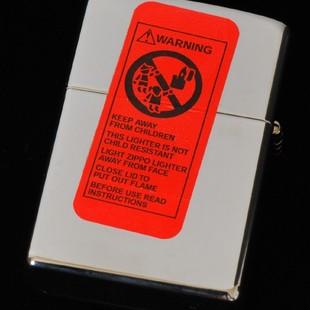 WARNING
KEEP AWAY
FROM CHILDREN
THIS LIGHTER IS NOT
CHILD RESISTANT
LIGHT ZIPPO LIGHTER
AWAY FROM FACE
CLOSE LID TO
PUT OUT FLAME
BEFORE USE READ
INSTRUCTIONS